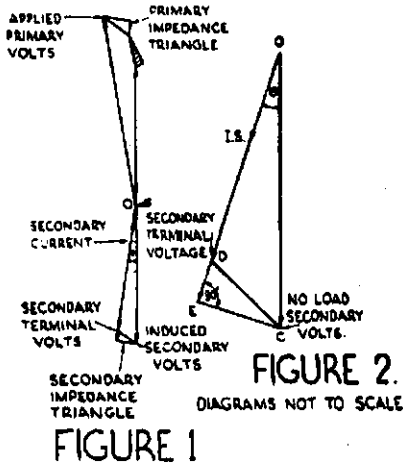 APPLIED
PRIMARY
VOLTS
PRIMARY
IMPEDANCE
TRIANGLE
O
SECONDARY
CURRENT
SECONDARY
TERMINAL
VOLTS
INDUCED
SECONDARY
VOLTS
SECONDARY
IMPEDANCE
TRIANGLE
FIGURE 1
O
I.S.
SECONDARY
TERMINAL
VOLTAGE
D
E
90
C
NO LOAD
SECONDARY
VOLTS.
FIGURE 2.
DIAGRAMS NOT TO SCALE